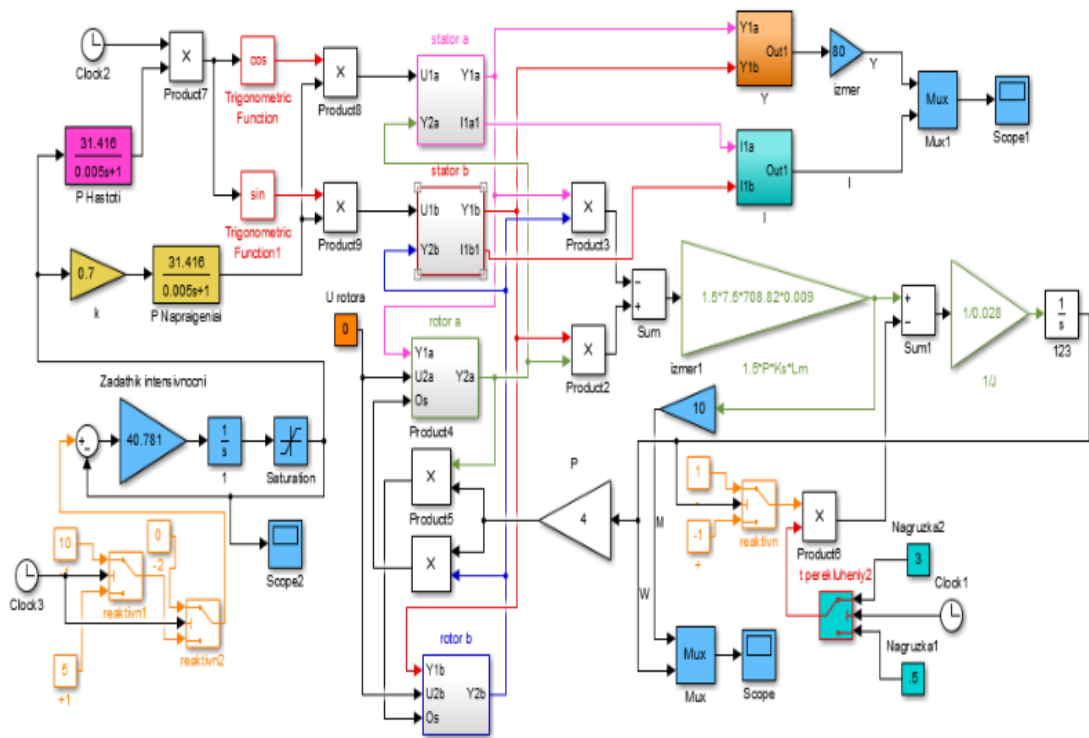 Clock2
X
Product7
cos
Trigonometric
Function
X
Product8
31.416
0.005s+1
P Hastoti
sin
Trigonometric
Function1
X
Product9
0.7
k
31.416
0.005s+1
P Napraigeniai
stator a
U1a
Y1a
Y2a
I1a1
stator b
U1b
Y1b
Y2b
I1b1
X
Product3
Y1a
Out1
Y1b
Y
80
izmer
Y
I1a
Out1
I1b
I
I
Mux
Mux1
Scope1
U rotora
0
rotor a
Y1a
U2a
Y2a
Os
Product4
X
Product2
−
+
Sum
1.5*7.5*708.82*0.009
izmer1
1.5*P*Ks*Lm
+
−
Sum1
1/0.028
1/J
1
s
123
Zadathik intensivnocni
+
−
40.781
1
s
1
Saturation
Scope2
X
Product5
X
P
4
10
M
W
1
-
-1
+
reaktivn
X
Product6
Nagruzka2
3
t perekluheniy2
Clock1
Nagruzka1
.5
10
0
-2
Clock3
reaktivn1
reaktivn2
5
+1
rotor b
Y1b
U2b
Y2b
Os
Mux
Mux
Scope